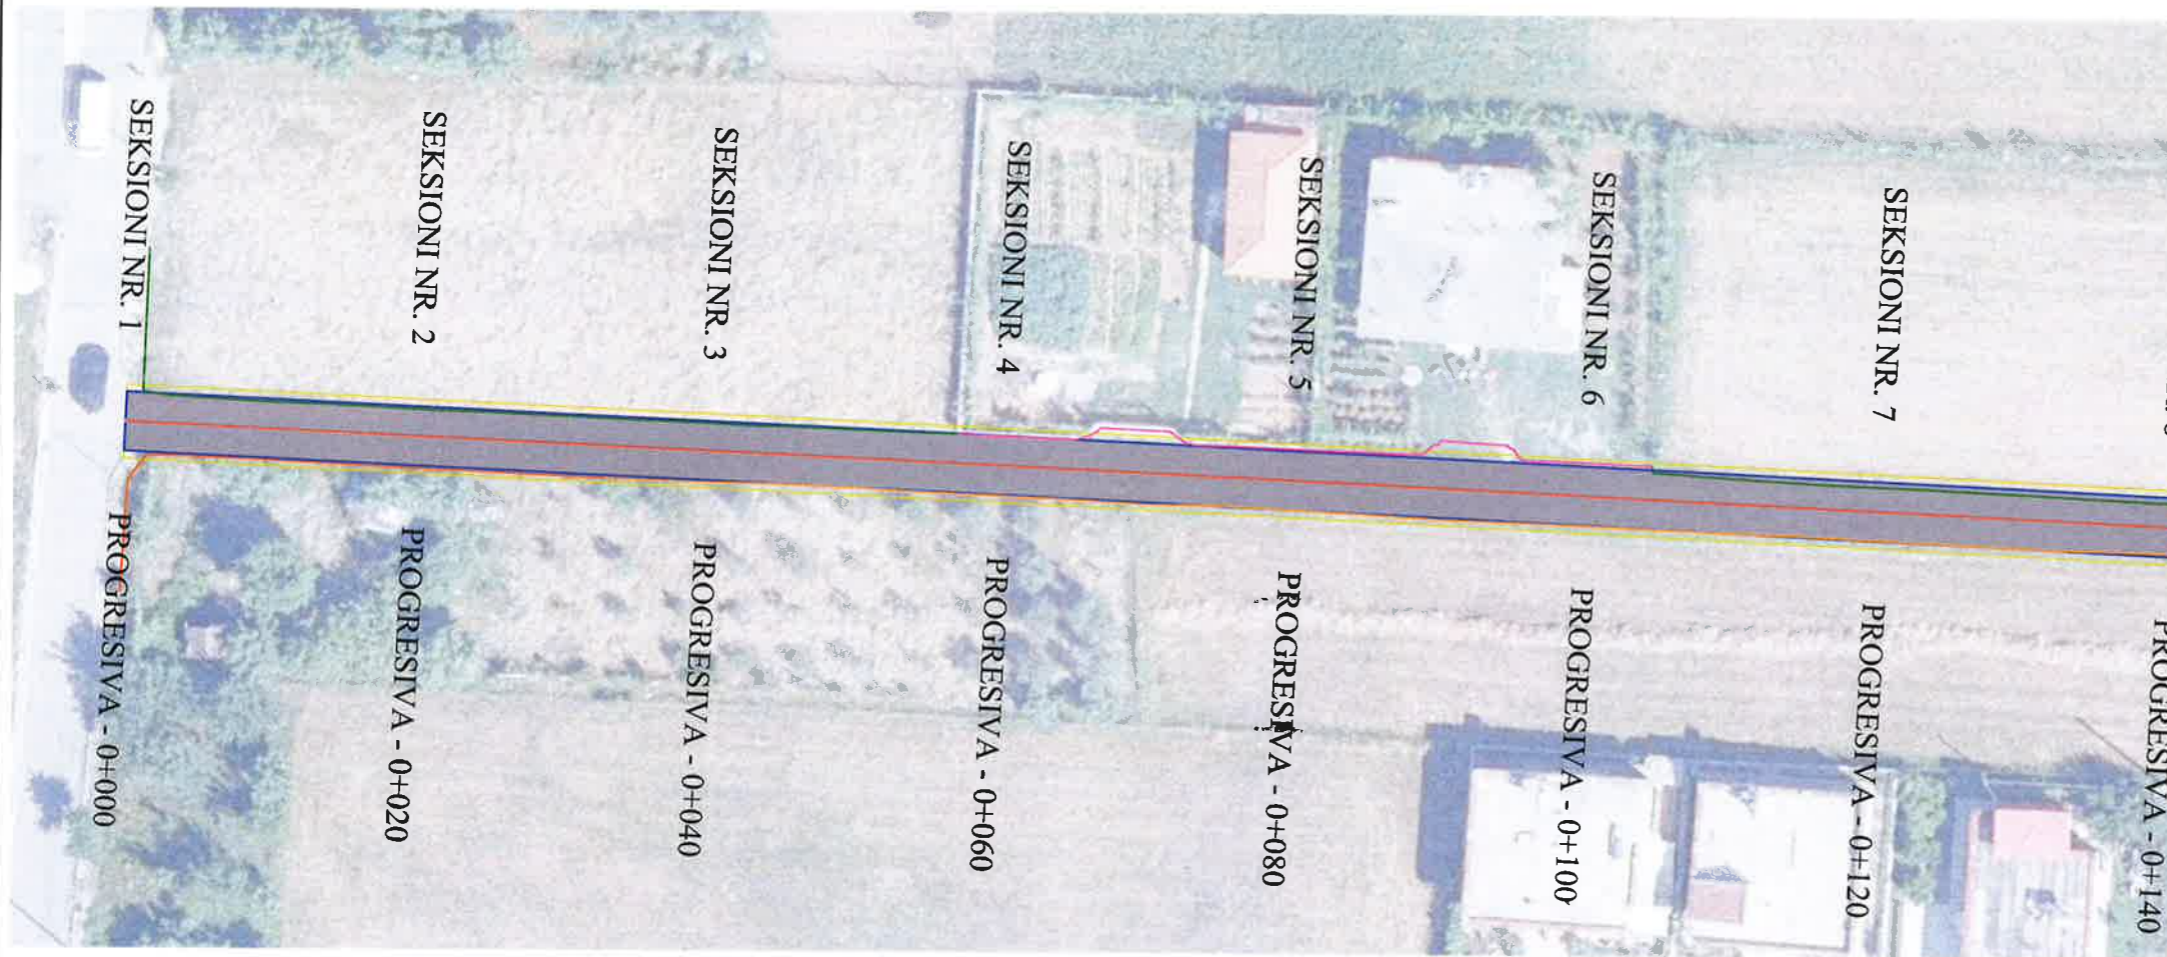 SEKSIONI NR. 1
SEKSIONI NR. 2
SEKSIONI NR. 3
SEKSIONI NR. 4
SEKSIONI NR. 5
SEKSIONI NR. 6
SEKSIONI NR. 7
PROGRESIVA - 0+000
PROGRESIVA - 0+020
PROGRESIVA - 0+040
PROGRESIVA - 0+060
PROGRESIVA - 0+080
PROGRESIVA - 0+100
PROGRESIVA - 0+120
PROGRESIVA - 0+140